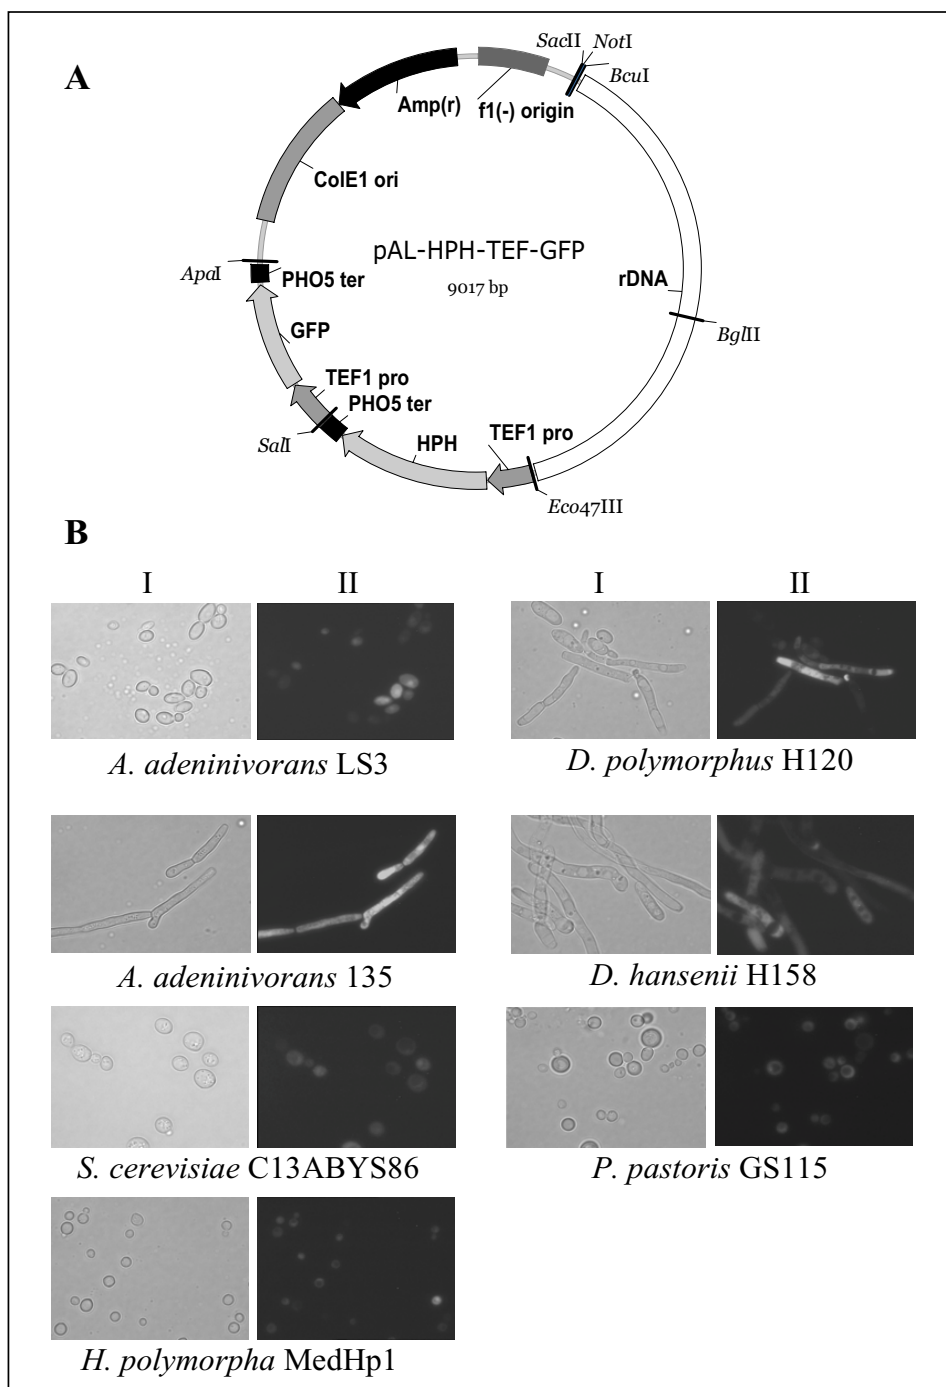 A
SacII NotI
BcuI
Amp(r) f1(-) origin
ColE1 ori
pAL-HPH-TEF-GFP
9017 bp
ApaI
PHO5 ter
rDNA
GFP
BglII
TEF1 pro
PHO5 ter
SalI
HPH
TEF1 pro
Eco47III
B
I II I II
A. adeninivorans LS3 D. polymorphus H120
A. adeninivorans 135 D. hansenii H158
S. cerevisiae C13ABYS86 P. pastoris GS115
H. polymorpha MedHp1